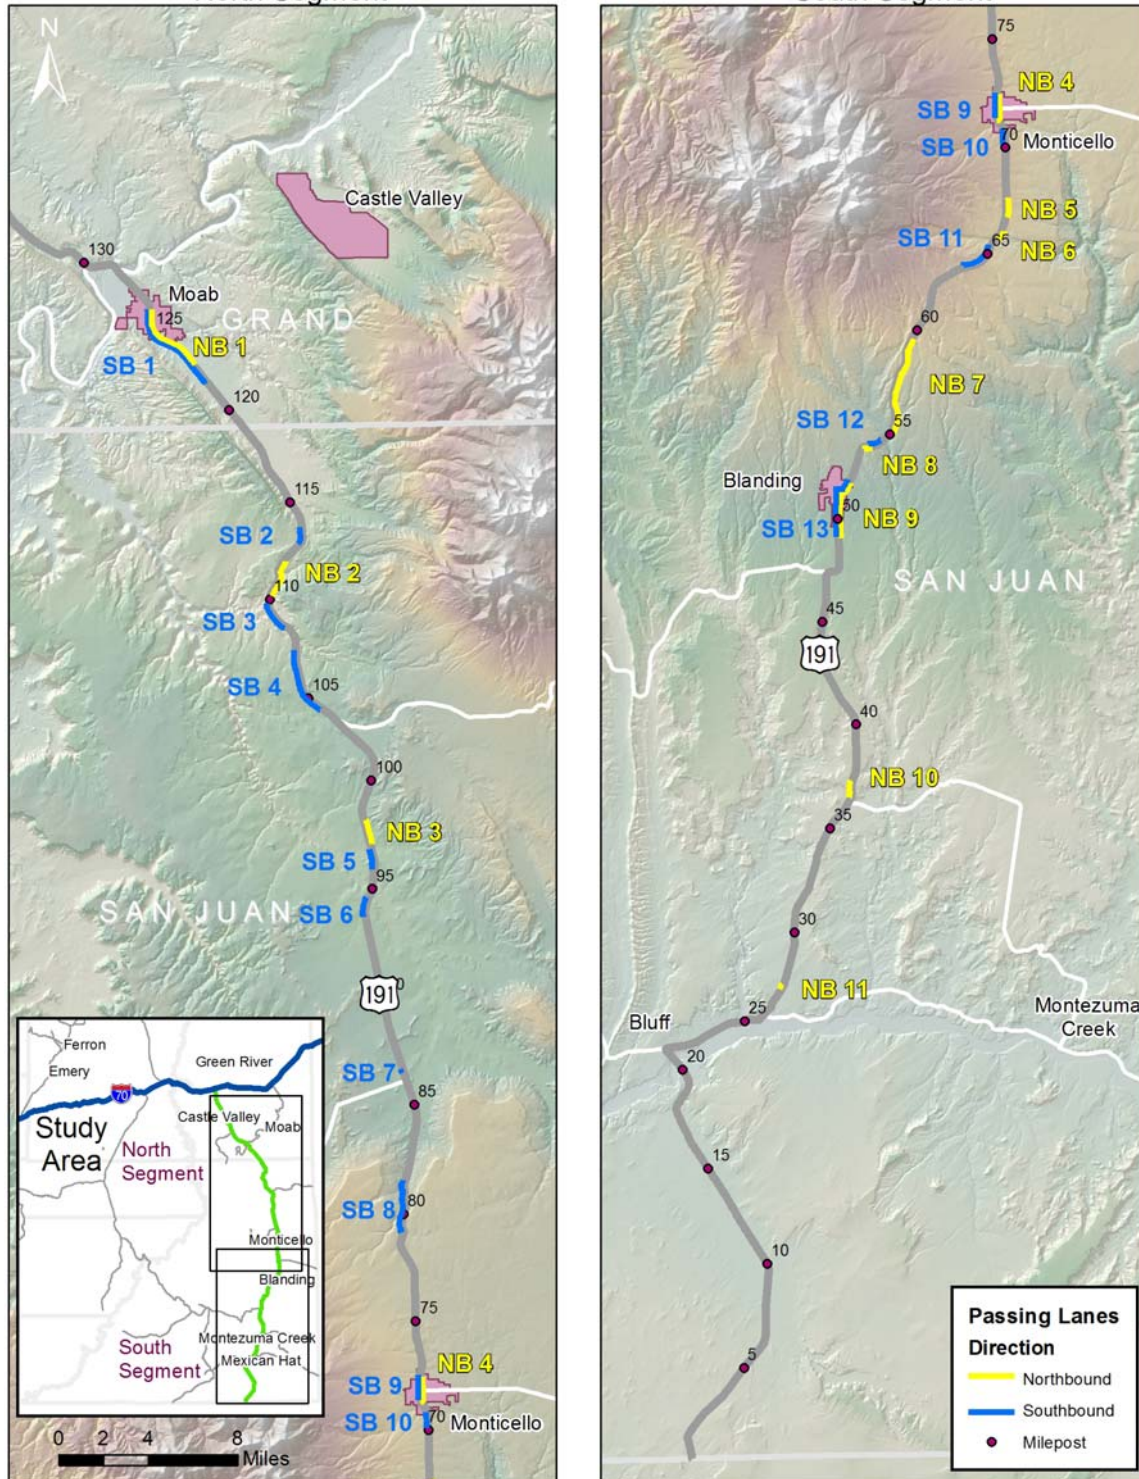 North Segment
South Segment
N
Castle Valley
130
Moab
125
GRAND
NB 1
SB 1
120
115
SB 2
NB 2
110
SB 3
SB 4
105
100
NB 3
SB 5
95
SAN JUAN
SB 6
191
SB 7
85
SB 8
80
75
NB 4
SB 9
SB 10
70
Monticello
Ferron
Emery
Green River
70
Castle Valley
Moab
Study
Area
North
Segment
Monticello
Blanding
South
Segment
Montezuma Creek
Mexican Hat
0 2 4 8
Miles
75
NB 4
SB 9
70
SB 10
Monticello
NB 5
SB 11
65
NB 6
60
NB 7
55
SB 12
NB 8
Blanding
50
SB 13
NB 9
SAN JUAN
45
191
40
NB 10
35
30
NB 11
25
Bluff
Montezuma
Creek
20
15
10
5
Passing Lanes
Direction
Northbound
Southbound
Milepost